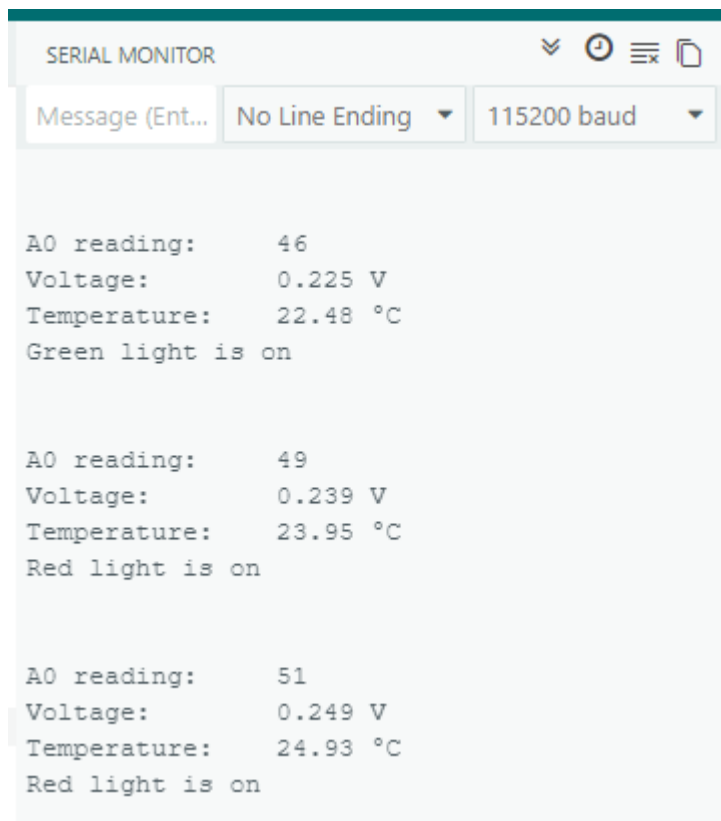 SERIAL MONITOR
Message (Ent... No Line Ending 115200 baud
A0 reading: 46
Voltage: 0.225 V
Temperature: 22.48 °C
Green light is on
A0 reading: 49
Voltage: 0.239 V
Temperature: 23.95 °C
Red light is on
A0 reading: 51
Voltage: 0.249 V
Temperature: 24.93 °C
Red light is on